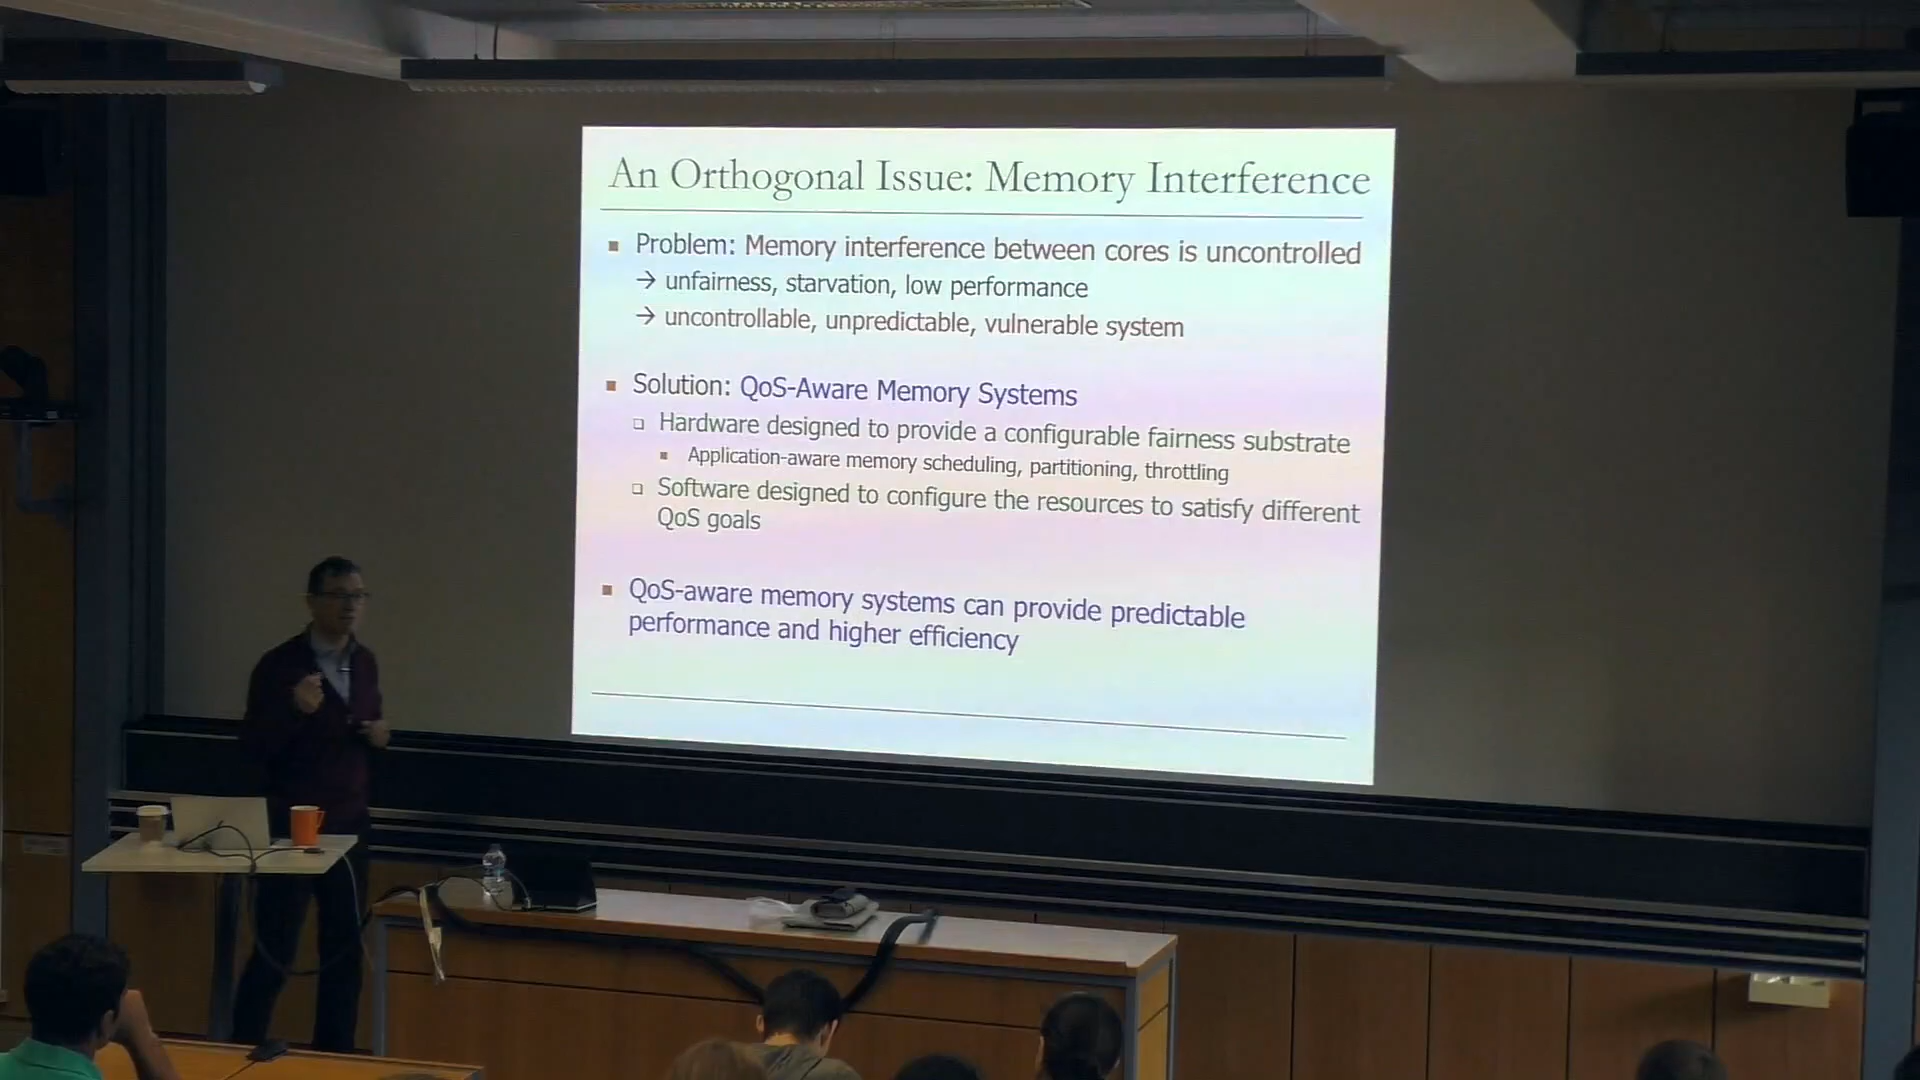 An Orthogonal Issue: Memory Interference
▪ Problem: Memory interference between cores is uncontrolled
→ unfairness, starvation, low performance
→ uncontrollable, unpredictable, vulnerable system
▪ Solution: QoS-Aware Memory Systems
❑ Hardware designed to provide a configurable fairness substrate
▪ Application-aware memory scheduling, partitioning, throttling
❑ Software designed to configure the resources to satisfy different
QoS goals
▪ QoS-aware memory systems can provide predictable
performance and higher efficiency